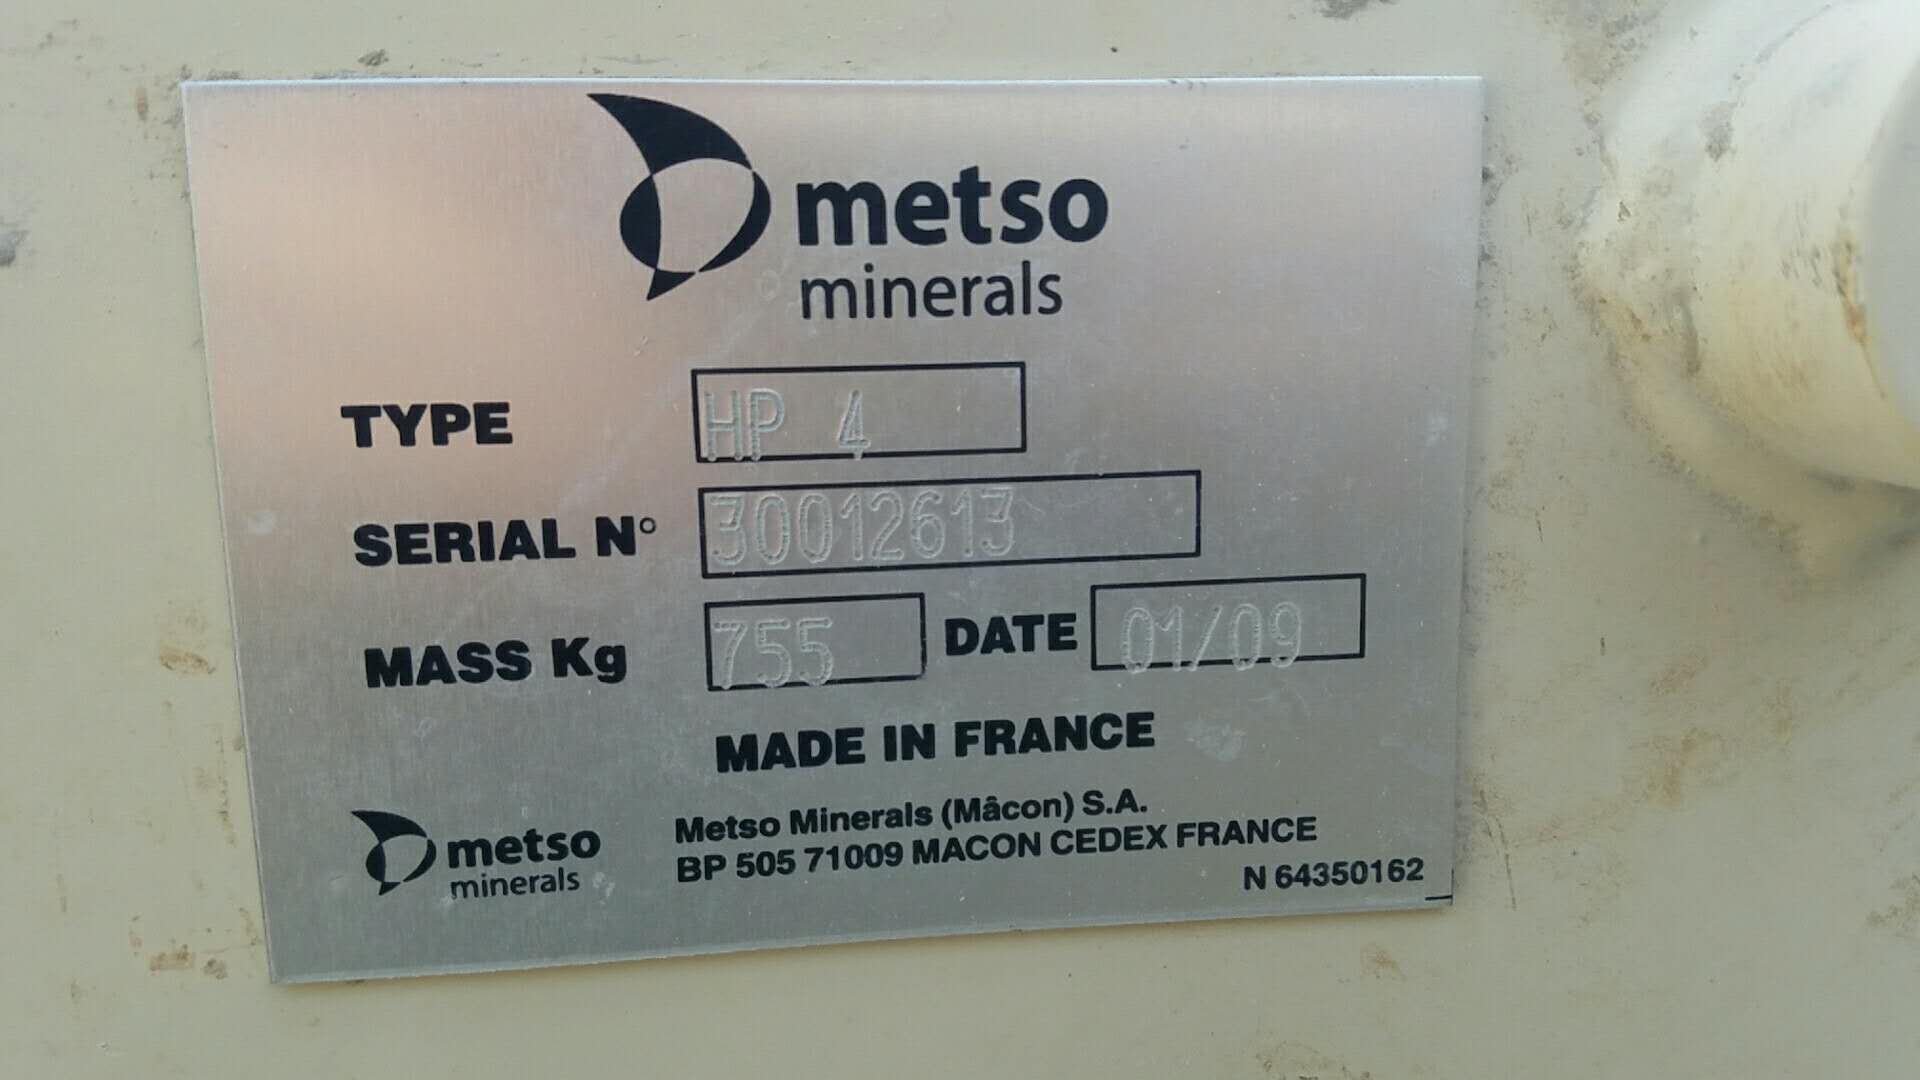 metso
minerals
TYPE HP 4
SERIAL N° 30012613
MASS Kg 755 DATE 01/09
MADE IN FRANCE
metso
minerals
Metso Minerals (Mâcon) S.A.
BP 505 71009 MACON CEDEX FRANCE
N 64350162